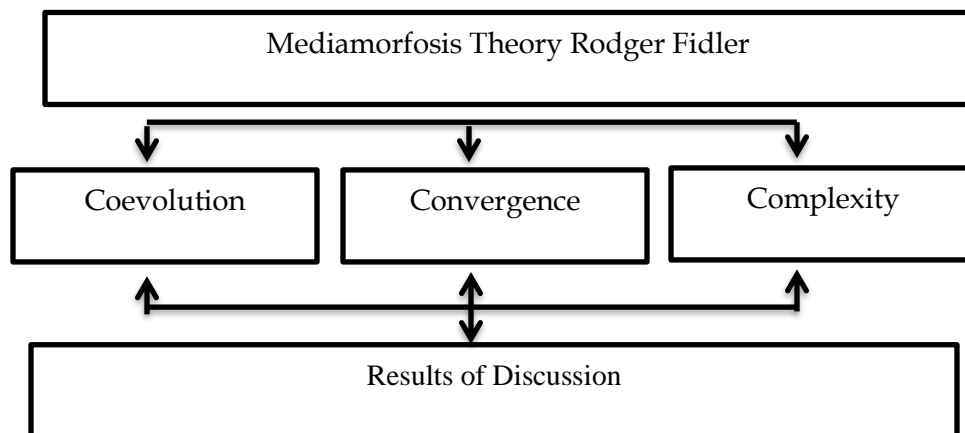 Mediamorfosis Theory Rodger Fidler
Coevolution
Convergence
Complexity
Results of Discussion